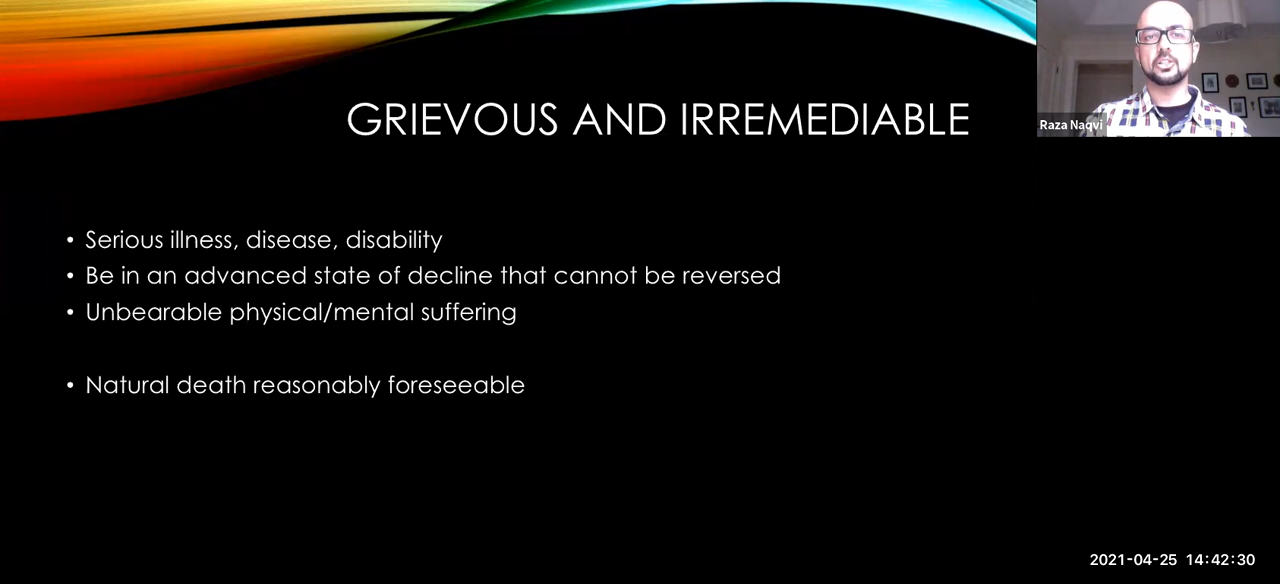 GRIEVOUS AND IRREMEDIABLE
Raza Naqvi
• Serious illness, disease, disability
• Be in an advanced state of decline that cannot be reversed
• Unbearable physical/mental suffering
• Natural death reasonably foreseeable
2021-04-25 14:42:30